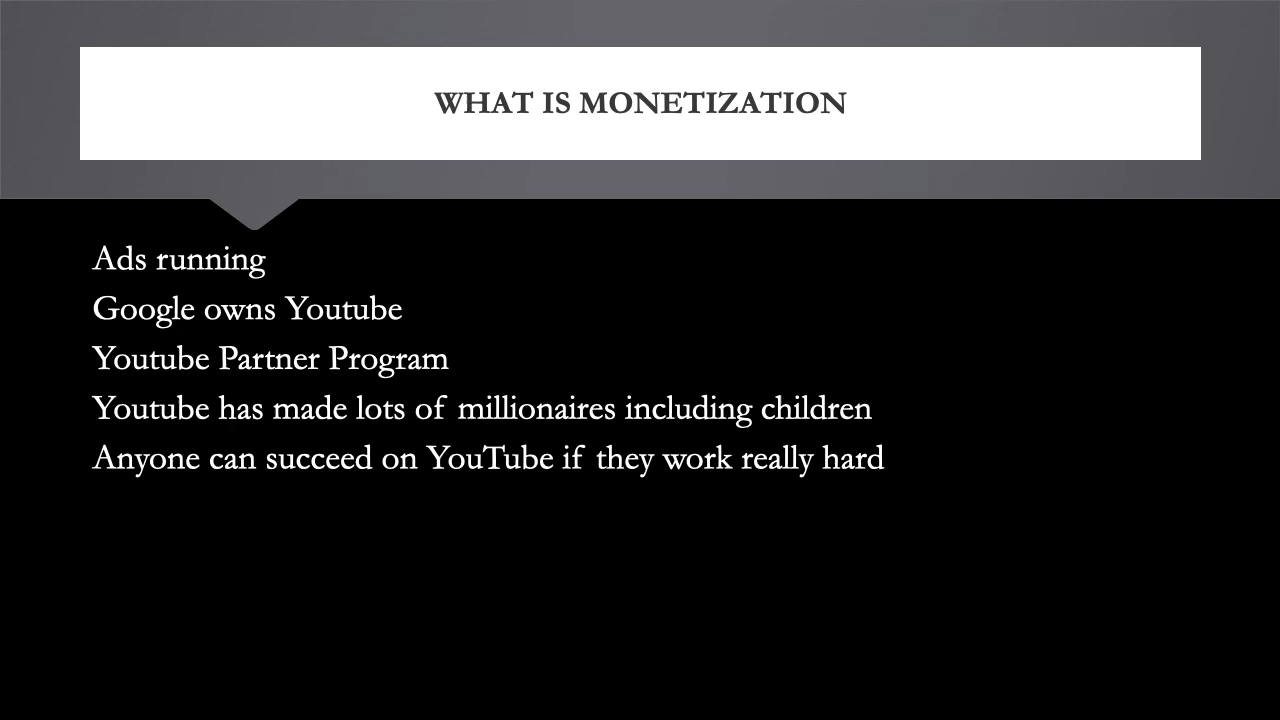 WHAT IS MONETIZATION
Ads running
Google owns Youtube
Youtube Partner Program
Youtube has made lots of millionaires including children
Anyone can succeed on YouTube if they work really hard